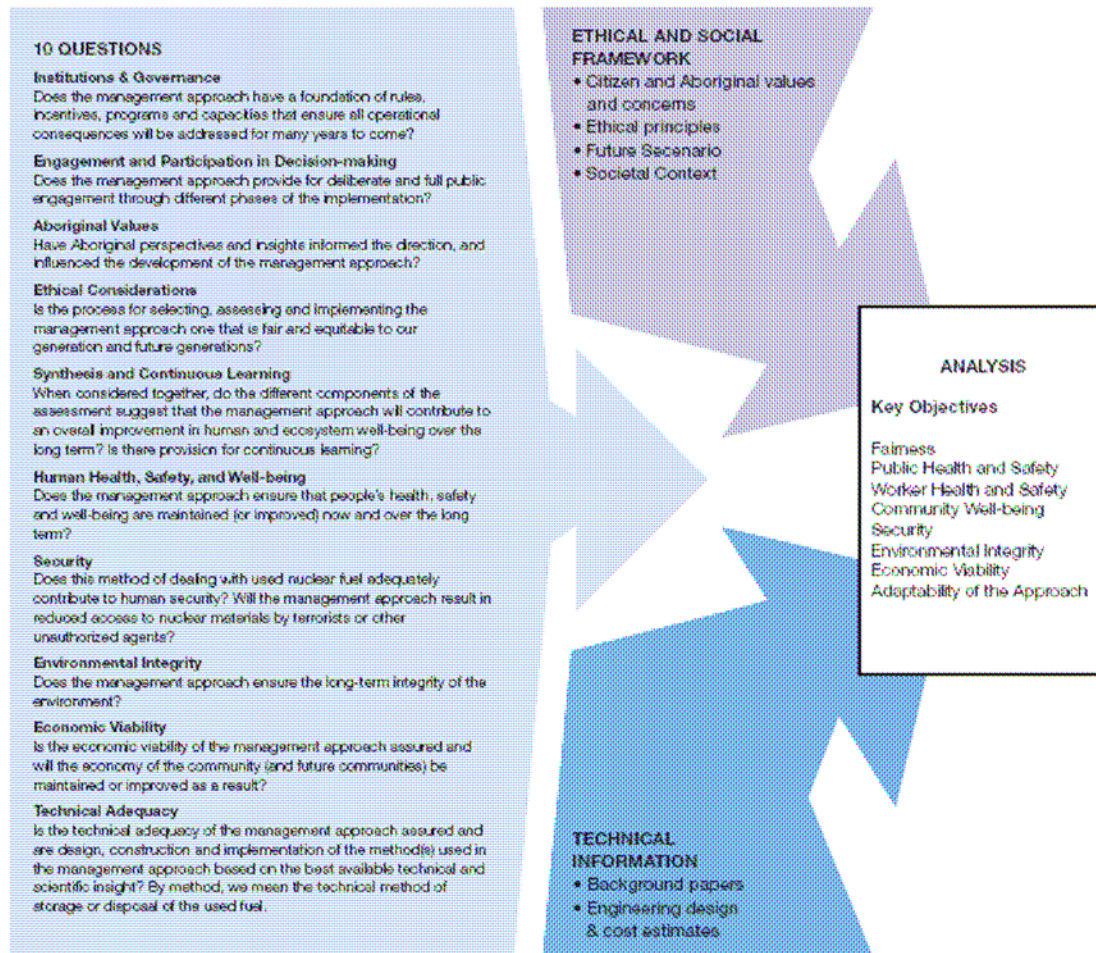 10 QUESTIONS
Institutions & Governance
Does the management approach have a foundation of rules,
incentives, programs and capacities that ensure all operational
consequences will be addressed for many years to come?
Engagement and Participation in Decision-making
Does the management approach provide for deliberate and full public
engagement through different phases of the implementation?
Aboriginal Values
Have Aboriginal perspectives and insights informed the direction, and
influenced the development of the management approach?
Ethical Considerations
Is the process for selecting, assessing and implementing the
management approach one that is fair and equitable to our
generation and future generations?
Synthesis and Continuous Learning
When considered together, do the different components of the
assessment suggest that the management approach will contribute to
an overall improvement in human and ecosystem well-being over the
long term? Is there provision for continuous learning?
Human Health, Safety, and Well-being
Does the management approach ensure that people's health, safety
and well-being are maintained (or improved) now and over the long
term?
Security
Does this method of dealing with used nuclear fuel adequately
contribute to human security? Will the management approach result in
reduced access to nuclear materials by terrorists or other
unauthorized agents?
Environmental Integrity
Does the management approach ensure the long-term integrity of the
environment?
Economic Viability
Is the economic viability of the management approach assured and
will the economy of the community (and future communities) be
maintained or improved as a result?
Technical Adequacy
Is the technical adequacy of the management approach assured and
are design, construction and implementation of the method(s) used in
the management approach based on the best available technical and
scientific insight? By method, we mean the technical method of
storage or disposal of the used fuel.
ETHICAL AND SOCIAL
FRAMEWORK
• Citizen and Aboriginal values
and concerns
• Ethical principles
• Future Secenario
• Societal Context
TECHNICAL
INFORMATION
• Background papers
• Engineering design
& cost estimates
ANALYSIS
Key Objectives
Fairness
Public Health and Safety
Worker Health and Safety
Community Well-being
Security
Environmental Integrity
Economic Viability
Adaptability of the Approach